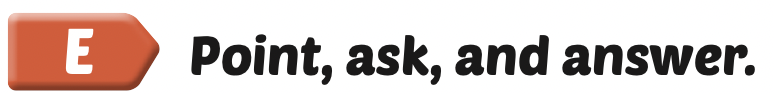 E Point, ask, and answer.